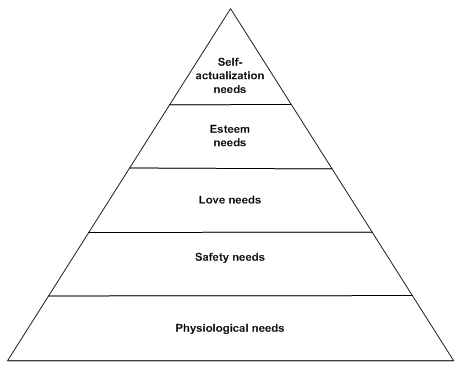 Self-
actualization
needs
Esteem
needs
Love needs
Safety needs
Physiological needs